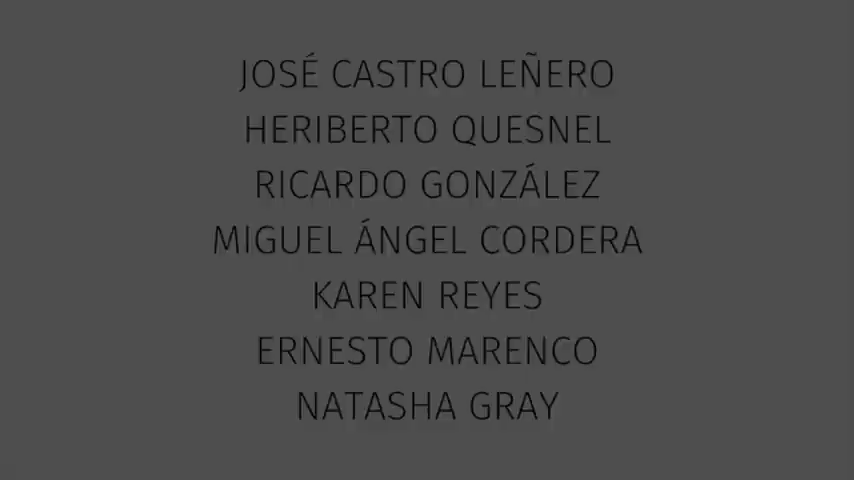 JOSÉ CASTRO LEÑERO
HERIBERTO QUESNEL
RICARDO GONZÁLEZ
MIGUEL ÁNGEL CORDERA
KAREN REYES
ERNESTO MARENCO
NATASHA GRAY